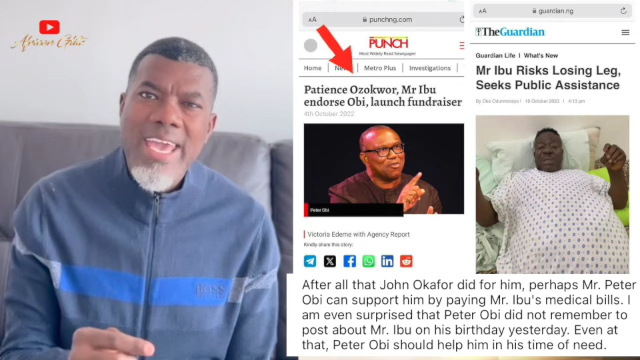 African Chic
AA
punchng.com
PUNCH
Most Widely Read Newspaper
Home
Metro Plus
Investigations
Patience Ozokwor, Mr Ibu
endorse Obi, launch fundraiser
4th October 2022
Peter Obi
Victoria Edeme with Agency Report
Kindly share this story:
AA
guardian.ng
TheGuardian
Guardian Life | What's New
Mr Ibu Risks Losing Leg,
Seeks Public Assistance
19 October 2022 | 4:13 pm
After all that John Okafor did for him, perhaps Mr. Peter
Obi can support him by paying Mr. Ibu's medical bills. I
am even surprised that Peter Obi did not remember to
post about Mr. Ibu on his birthday yesterday. Even at
that, Peter Obi should help him in his time of need.